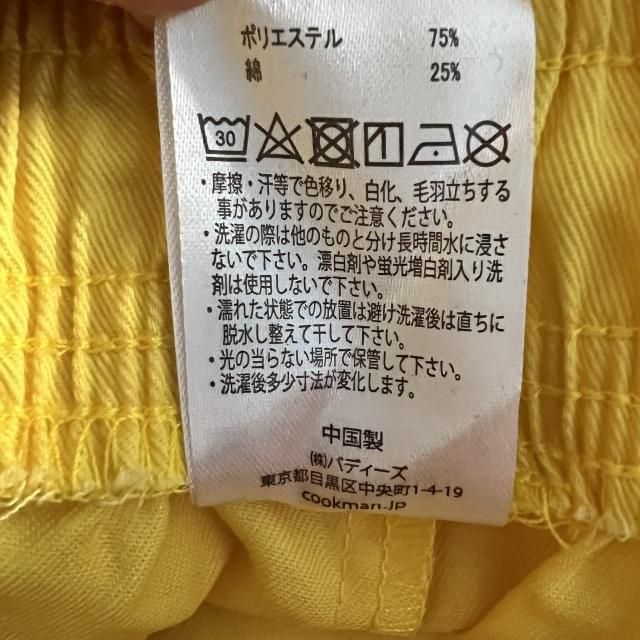 ポリエステル 75%
綿 25%
30
・摩擦・汗等で色移り、白化、毛羽立ちする
事がありますのでご注意ください。
・洗濯の際は他のものと分け長時間水に浸さ
ないで下さい。漂白剤や蛍光増白剤入り洗
剤は使用しないで下さい。
・濡れた状態での放置は避け洗濯後は直ちに
脱水し整えて干して下さい。
・光の当らない場所で保管して下さい。
・洗濯後多少寸法が変化します。
中国製
㈱バディーズ
東京都目黒区中央町1-4-19
cookman.jp